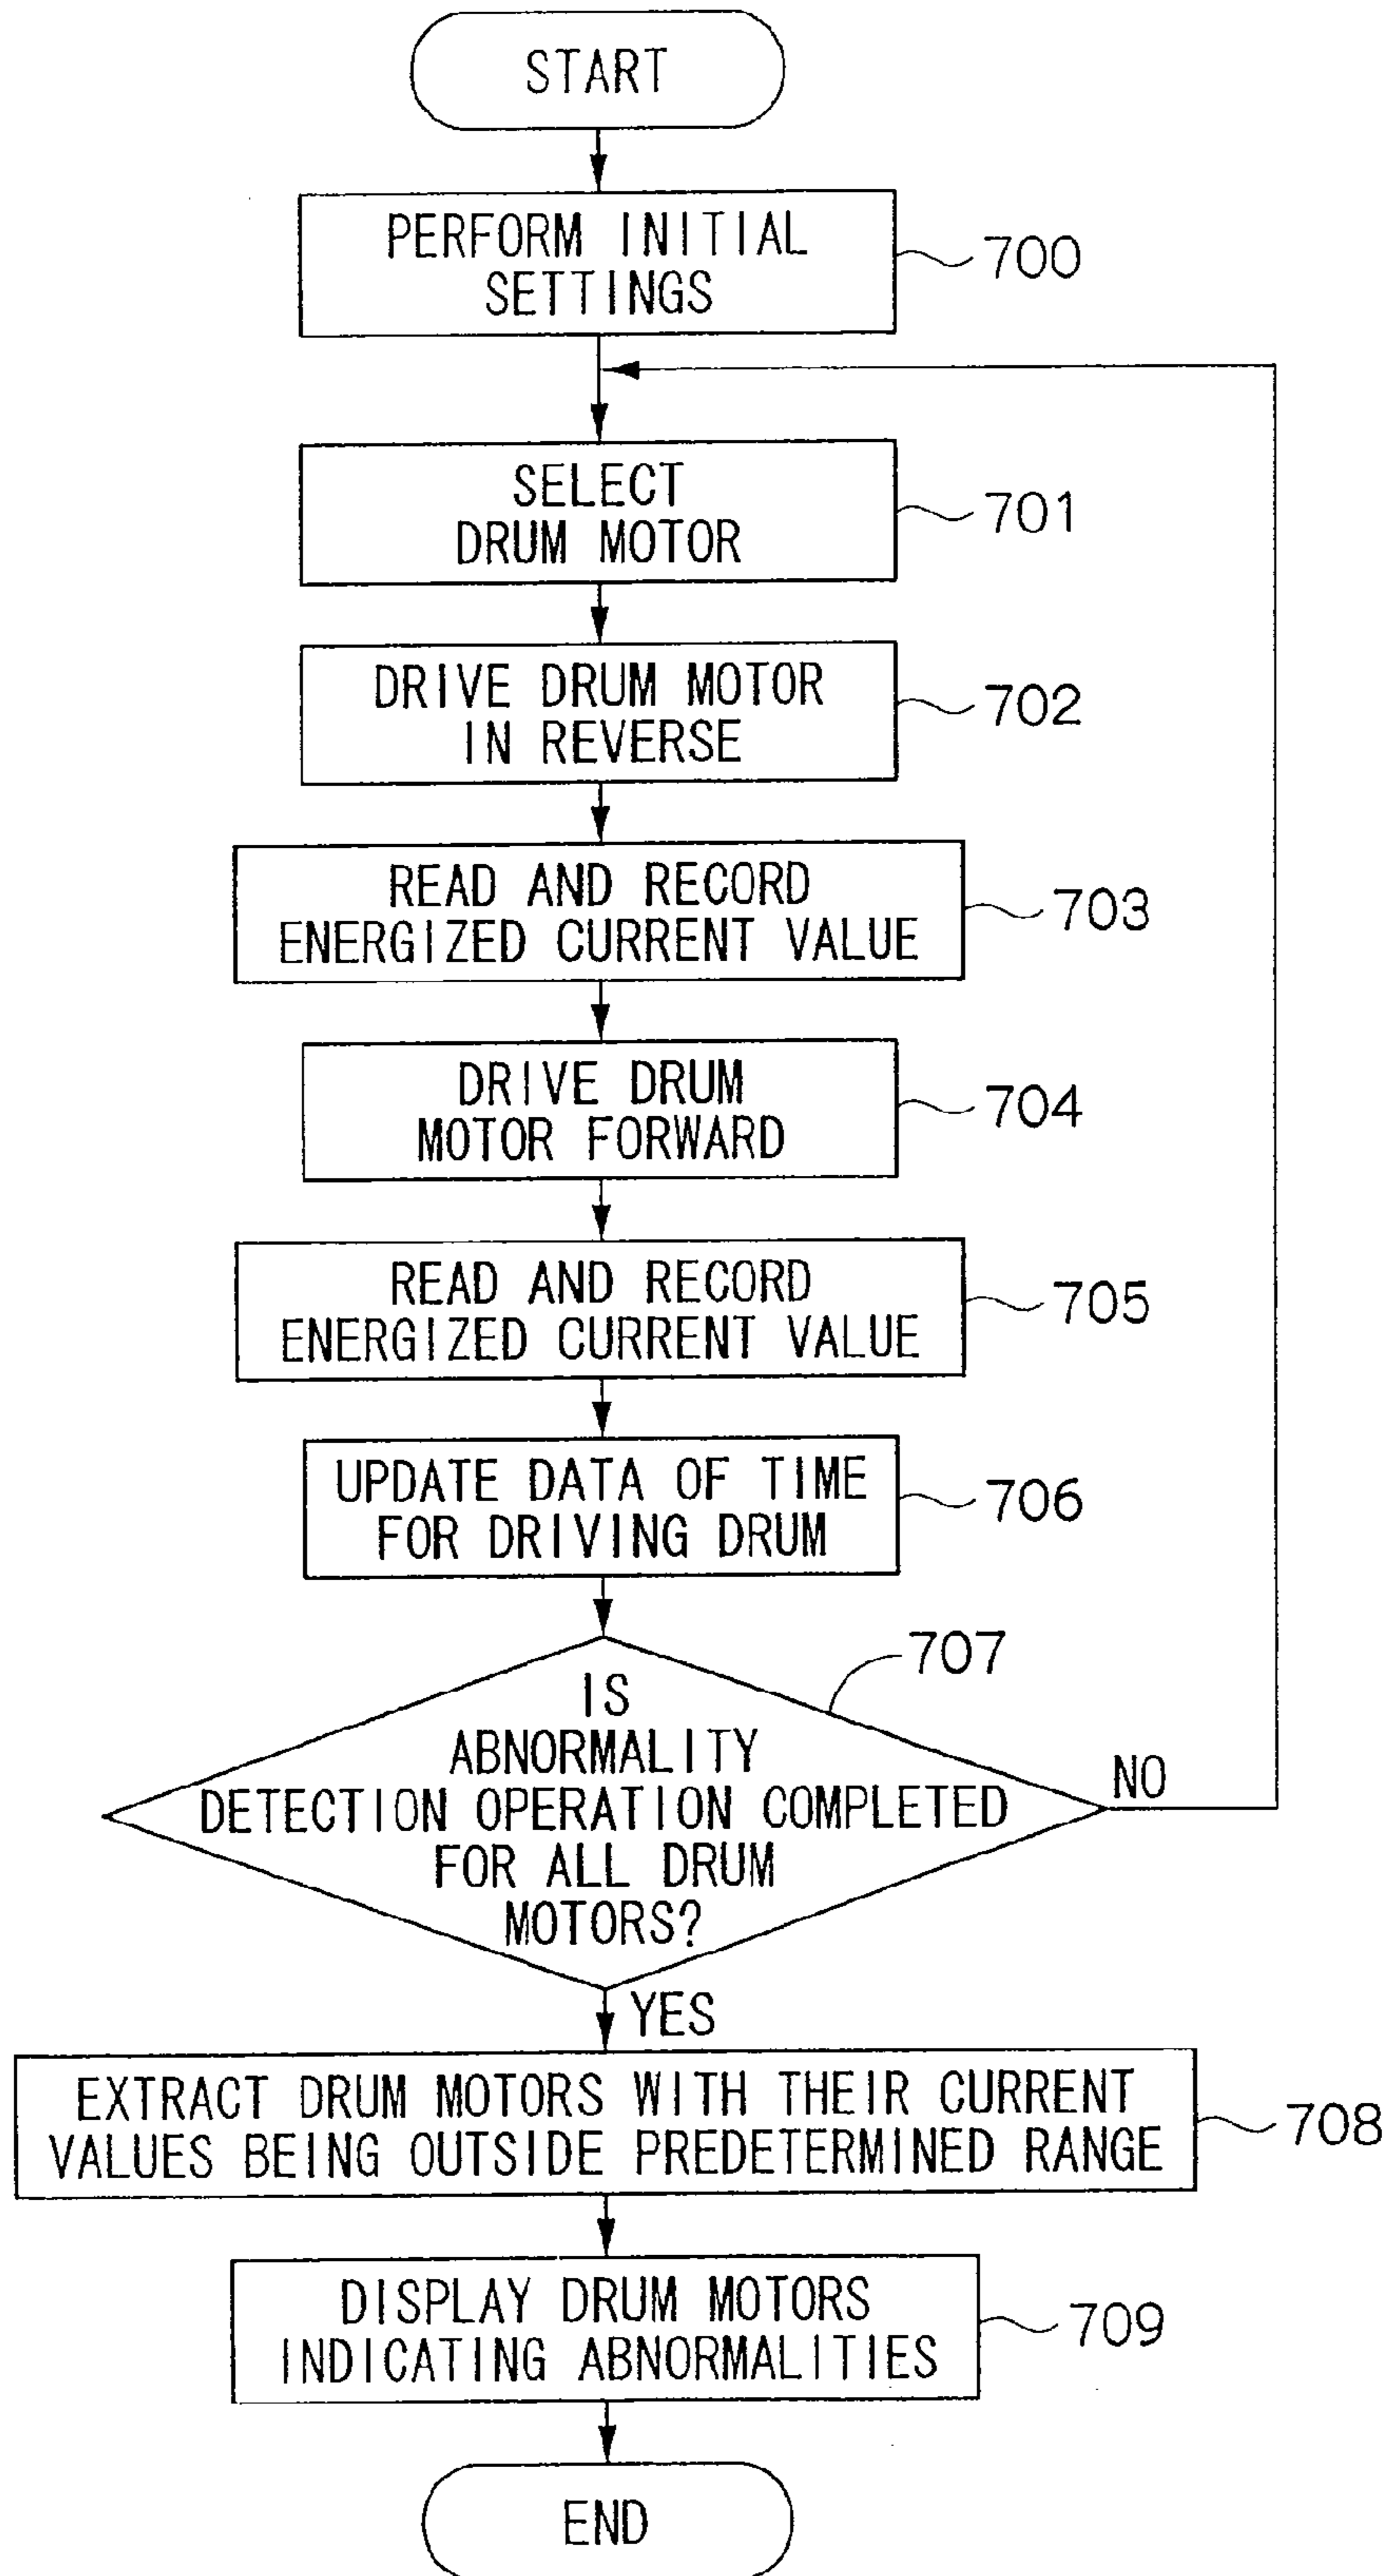 START
PERFORM INITIAL
SETTINGS
700
SELECT
DRUM MOTOR
701
DRIVE DRUM MOTOR
IN REVERSE
702
READ AND RECORD
ENERGIZED CURRENT VALUE
703
DRIVE DRUM
MOTOR FORWARD
704
READ AND RECORD
ENERGIZED CURRENT VALUE
705
UPDATE DATA OF TIME
FOR DRIVING DRUM
706
707
IS
ABNORMALITY
DETECTION OPERATION COMPLETED
FOR ALL DRUM
MOTORS?
NO
YES
EXTRACT DRUM MOTORS WITH THEIR CURRENT
VALUES BEING OUTSIDE PREDETERMINED RANGE
708
DISPLAY DRUM MOTORS
INDICATING ABNORMALITIES
709
END